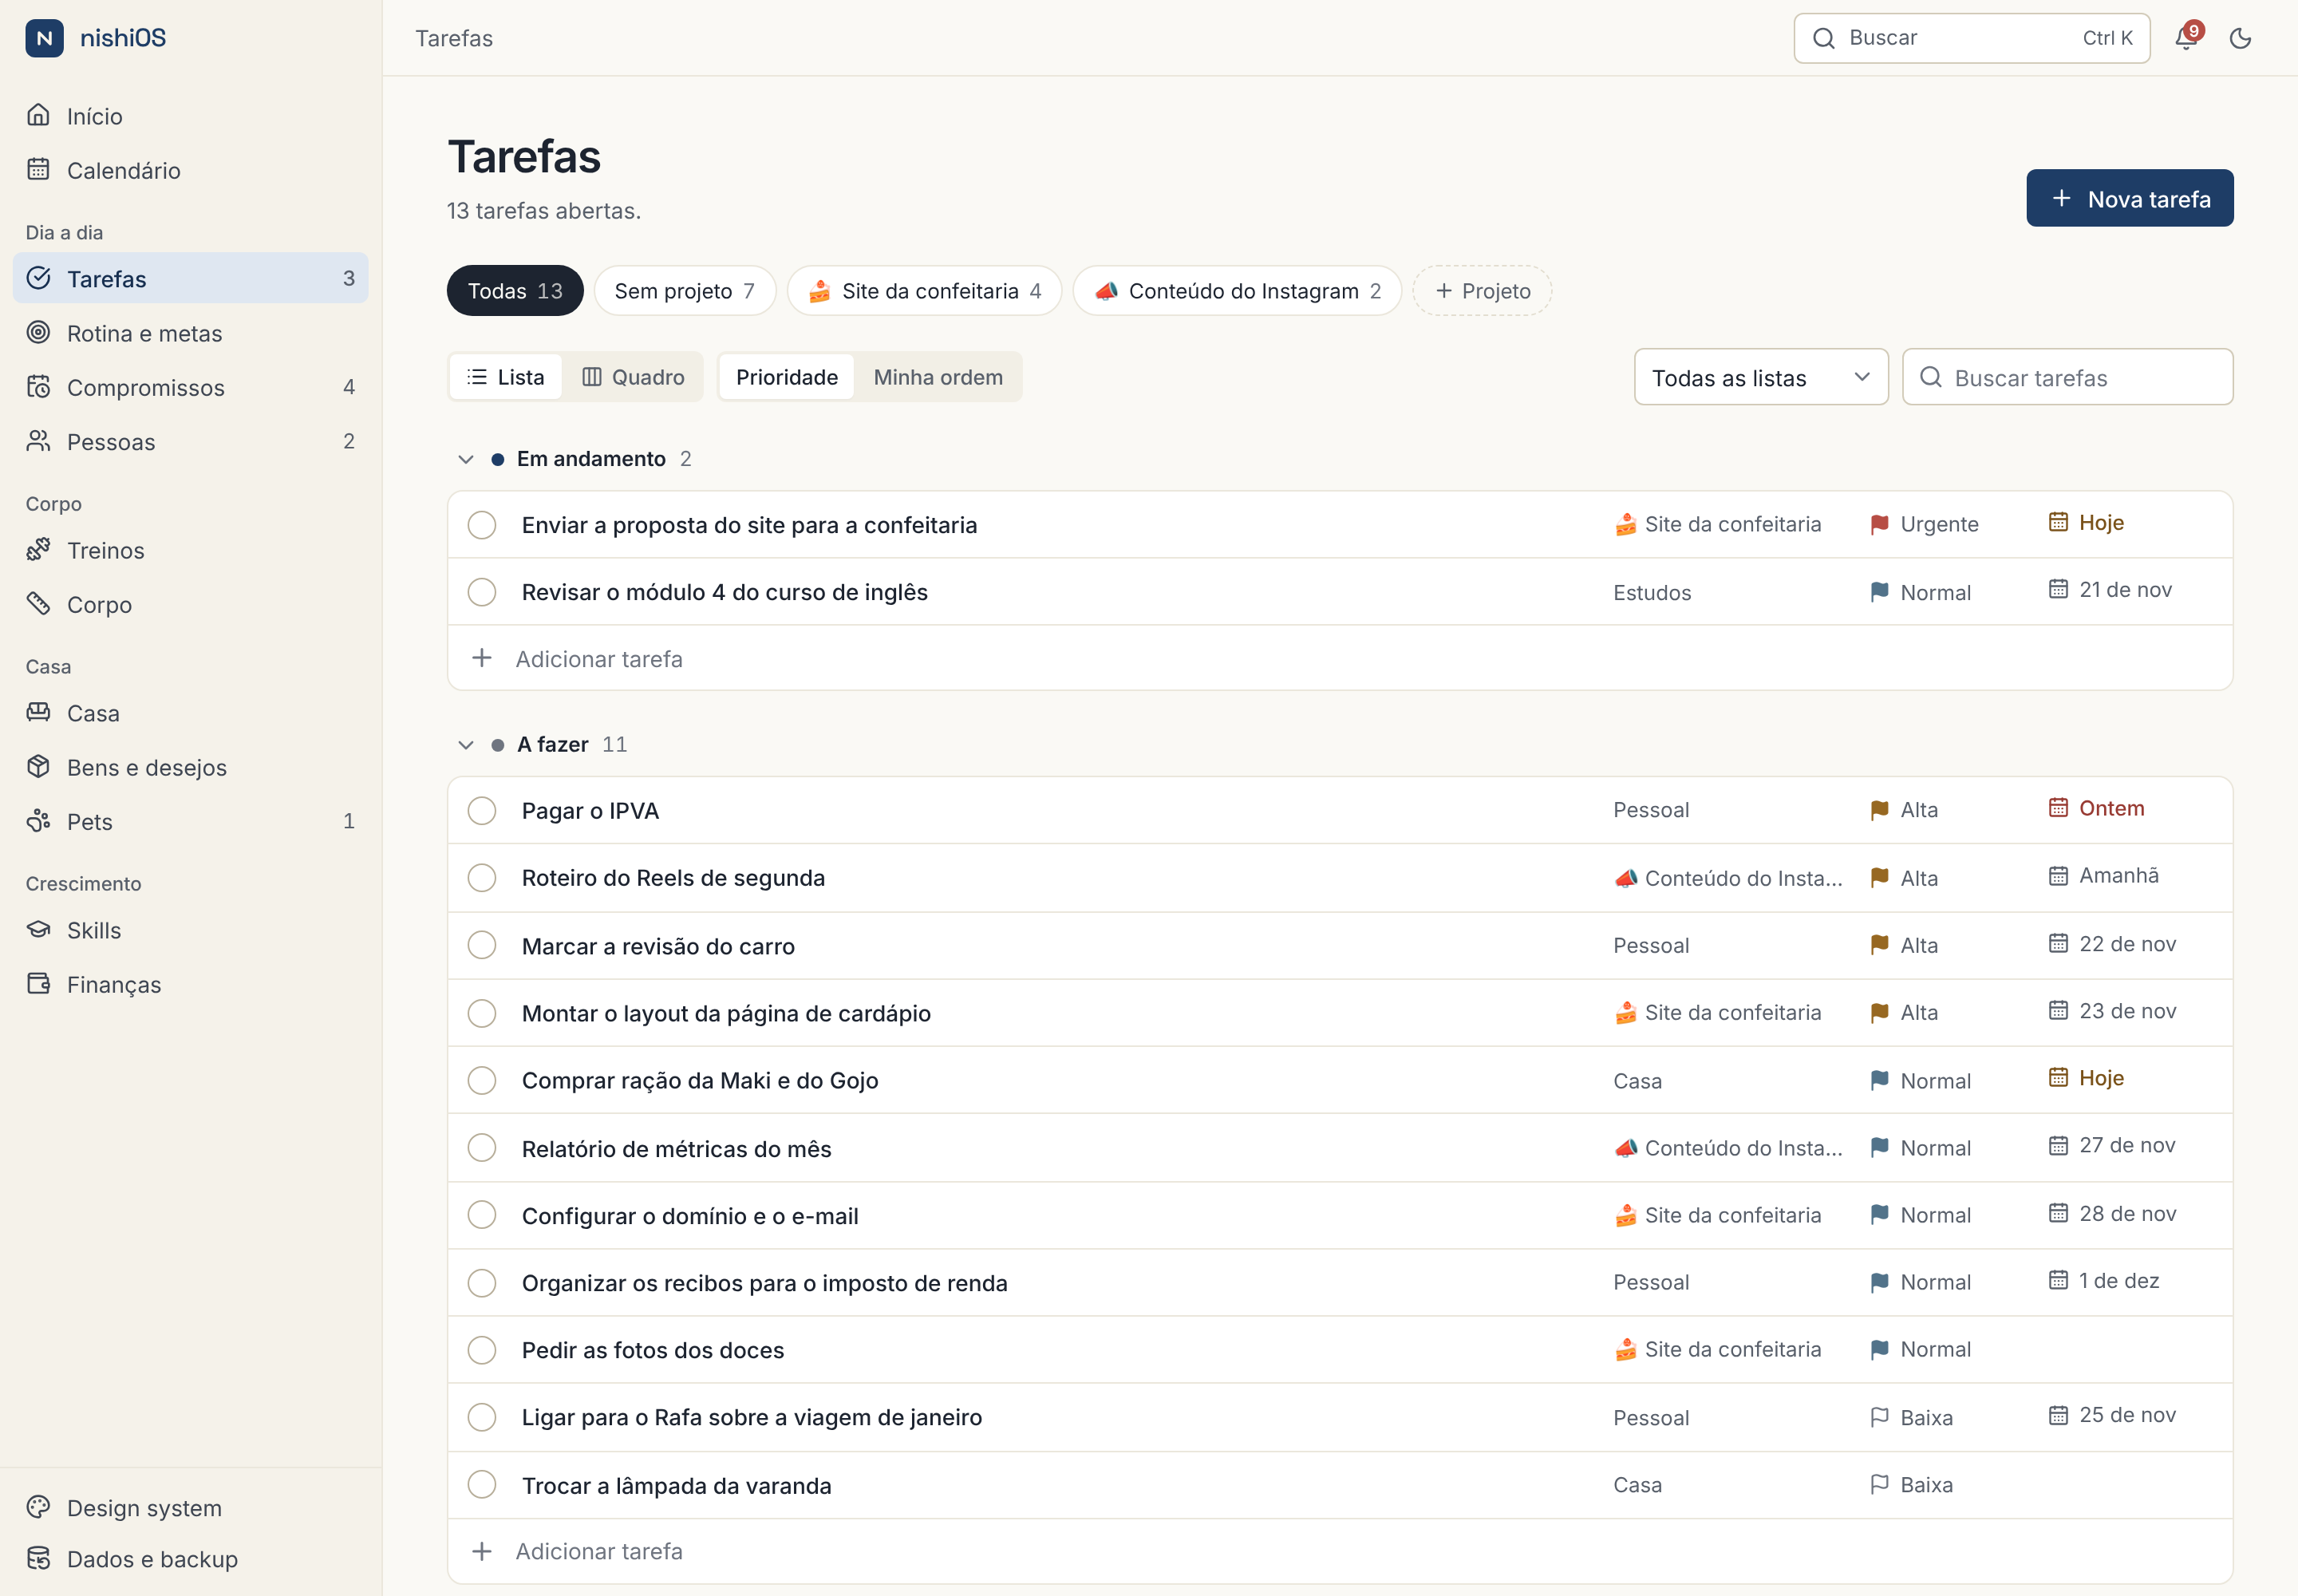 N nishiOS
Tarefas
Buscar Ctrl K
9
Início
Calendário
Dia a dia
Tarefas 3
Rotina e metas
Compromissos 4
Pessoas 2
Corpo
Treinos
Corpo
Casa
Casa
Bens e desejos
Pets 1
Crescimento
Skills
Finanças
Design system
Dados e backup
Tarefas
13 tarefas abertas.
+ Nova tarefa
Todas 13 Sem projeto 7 Site da confeitaria 4 Conteúdo do Instagram 2 + Projeto
Lista Quadro Prioridade Minha ordem Todas as listas Buscar tarefas
Em andamento 2
Enviar a proposta do site para a confeitaria Site da confeitaria Urgente Hoje
Revisar o módulo 4 do curso de inglês Estudos Normal 21 de nov
+ Adicionar tarefa
A fazer 11
Pagar o IPVA Pessoal Alta Ontem
Roteiro do Reels de segunda Conteúdo do Insta... Alta Amanhã
Marcar a revisão do carro Pessoal Alta 22 de nov
Montar o layout da página de cardápio Site da confeitaria Alta 23 de nov
Comprar ração da Maki e do Gojo Casa Normal Hoje
Relatório de métricas do mês Conteúdo do Insta... Normal 27 de nov
Configurar o domínio e o e-mail Site da confeitaria Normal 28 de nov
Organizar os recibos para o imposto de renda Pessoal Normal 1 de dez
Pedir as fotos dos doces Site da confeitaria Normal
Ligar para o Rafa sobre a viagem de janeiro Pessoal Baixa 25 de nov
Trocar a lâmpada da varanda Casa Baixa
+ Adicionar tarefa